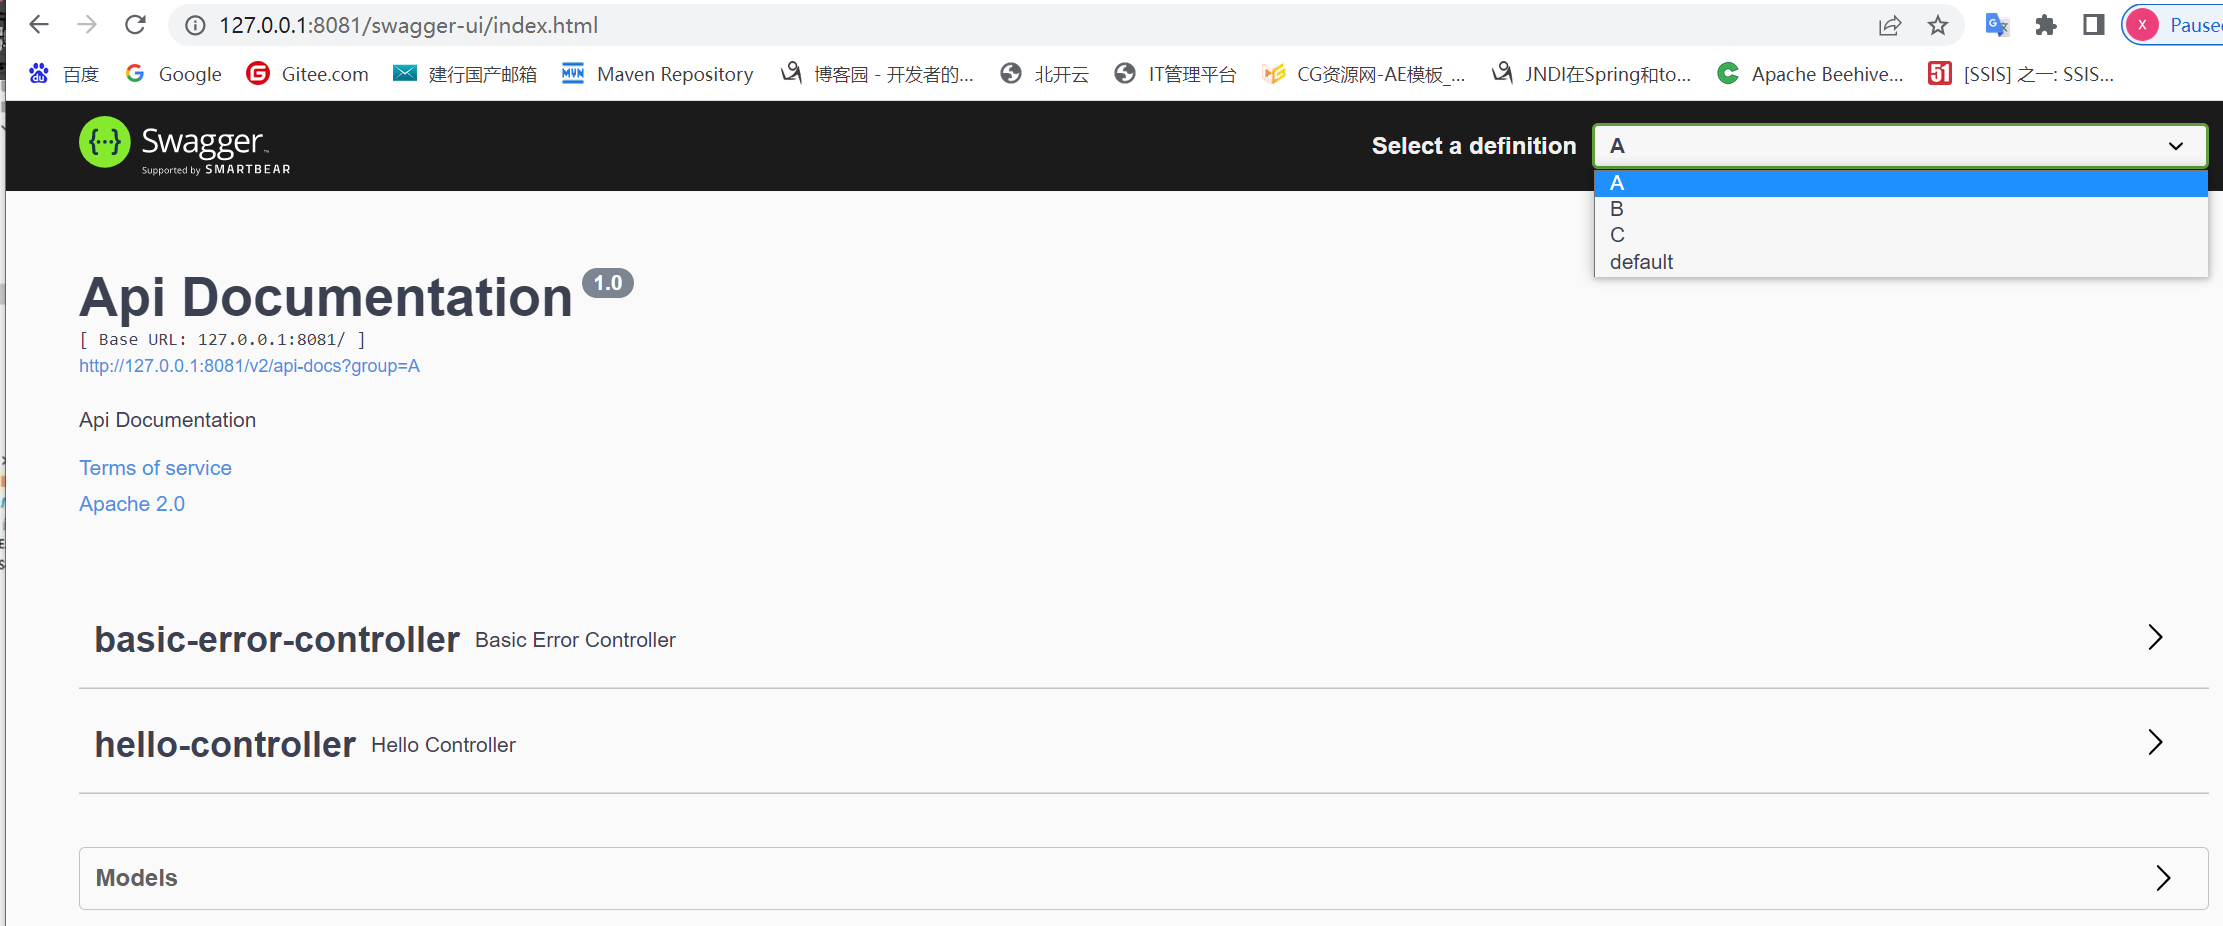 127.0.0.1:8081/swagger-ui/index.html
X Paused
百度 Google Gitee.com 建行国产邮箱 MVN Maven Repository 博客园 - 开发者的... 北开云 IT管理平台 CG资源网-AE模板_... JNDI在Spring和to... Apache Beehive... 51 [SSIS] 之一: SSIS...
Swagger
Supported by SMARTBEAR
Select a definition A
A
B
C
default
Api Documentation 1.0
[ Base URL: 127.0.0.1:8081/ ]
http://127.0.0.1:8081/v2/api-docs?group=A
Api Documentation
Terms of service
Apache 2.0
basic-error-controller Basic Error Controller
hello-controller Hello Controller
Models